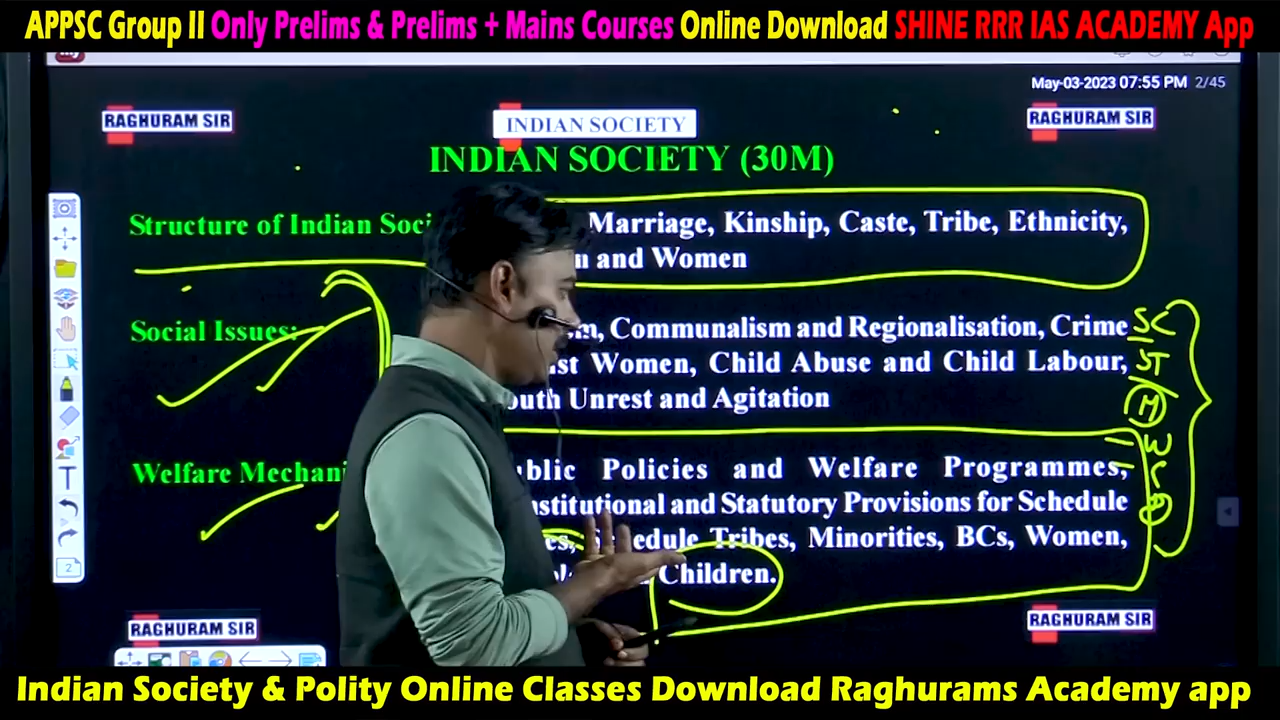 APPSC Group II Only Prelims & Prelims + Mains Courses Online Download SHINE RRR IAS ACADEMY App
May-03-2023 07:55 PM 2/45
RAGHURAM SIR
INDIAN SOCIETY
RAGHURAM SIR
INDIAN SOCIETY (30M)
Structure of Indian Soci Marriage, Kinship, Caste, Tribe, Ethnicity,
and Women
Social Issues: Communalism and Regionalisation, Crime SC
Women, Child Abuse and Child Labour, ST
Unrest and Agitation M
W
Welfare Mechani Policies and Welfare Programmes, C
and Statutory Provisions for Schedule
Tribes, Minorities, BCs, Women,
Children.
RAGHURAM SIR
RAGHURAM SIR
T
2
Indian Society & Polity Online Classes Download Raghurams Academy app